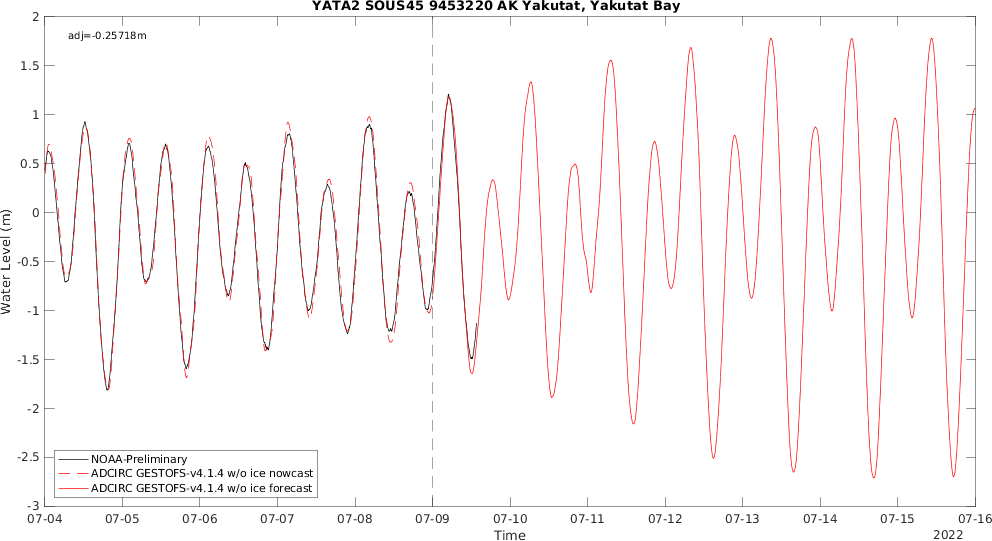 YATA2 SOUS45 9453220 AK Yakutat, Yakutat Bay
adj=-0.25718m
2
1.5
1
0.5
0
-0.5
-1
-1.5
-2
-2.5
-3
Water Level (m)
NOAA-Preliminary
ADCIRC GESTOFS-v4.1.4 w/o ice nowcast
ADCIRC GESTOFS-v4.1.4 w/o ice forecast
07-04 07-05 07-06 07-07 07-08 07-09 07-10 07-11 07-12 07-13 07-14 07-15 07-16
Time
2022